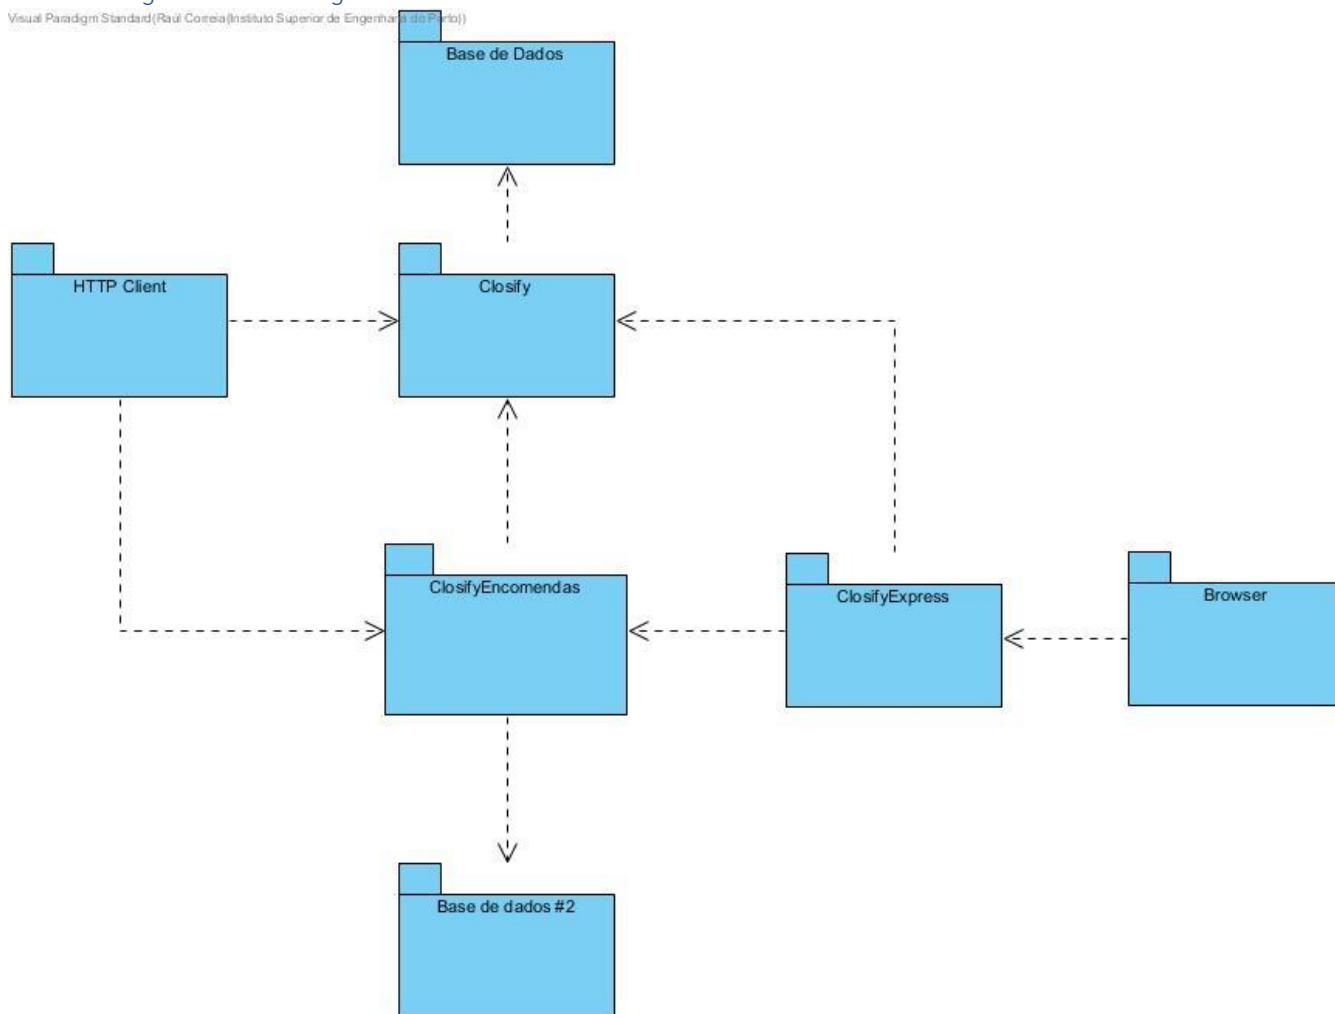 Visual Paradigm Standard(Raúl Correia(Instituto Superior de Engenharia do Porto))
Base de Dados
HTTP Client
Closify
ClosifyEncomendas
ClosifyExpress
Browser
Base de dados #2